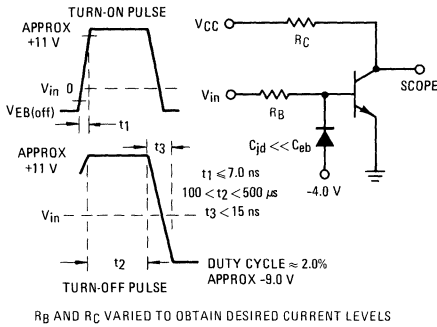 TURN-ON PULSE
APPROX
+11 V
Vin 0
VEB(off)
t1
VCC
RC
SCOPE
Vin
RB
Cjd << Ceb
-4.0 V
APPROX
+11 V
t3
t1 ⩽ 7.0 ns
100 < t2 < 500 μs
t3 < 15 ns
Vin
t2
DUTY CYCLE ≈ 2.0%
APPROX -9.0 V
TURN-OFF PULSE
RB AND RC VARIED TO OBTAIN DESIRED CURRENT LEVELS